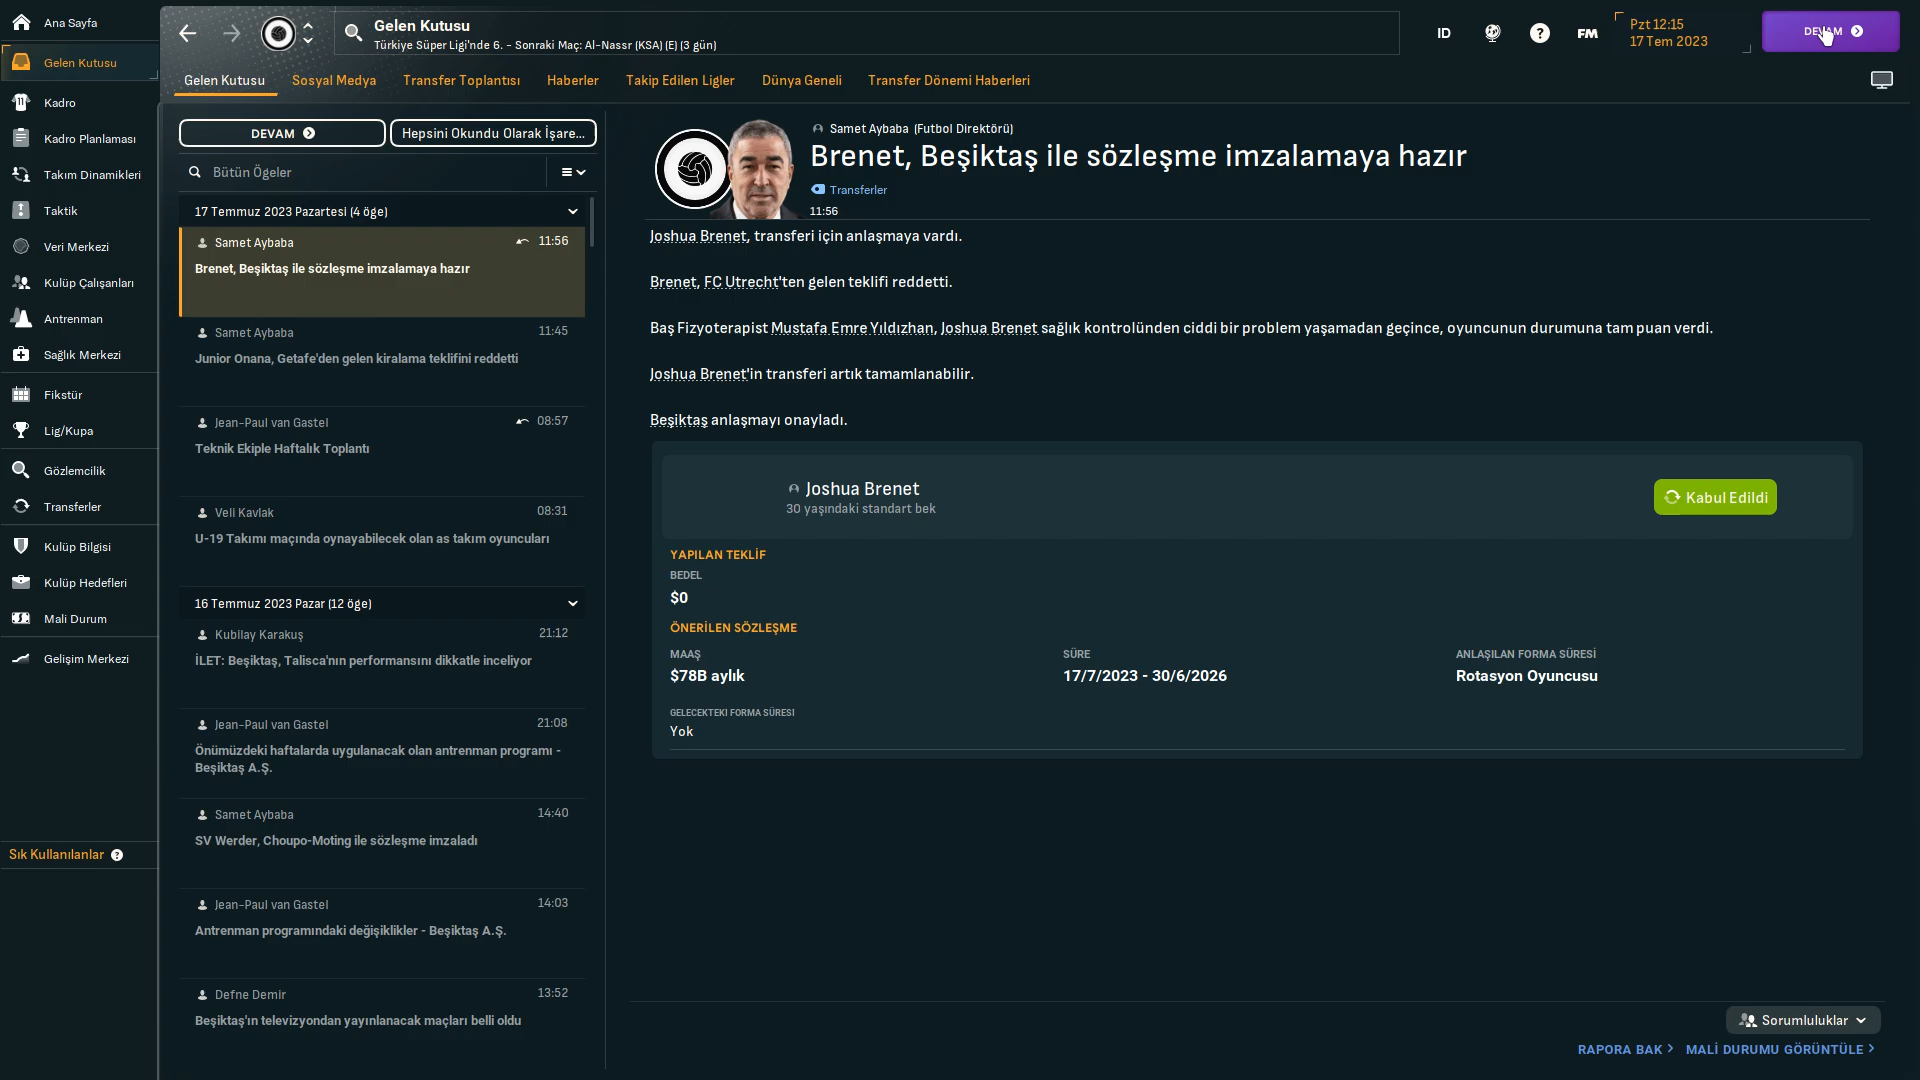 Ana Sayfa
Gelen Kutusu
Kadro
Kadro Planlaması
Takım Dinamikleri
Taktik
Veri Merkezi
Kulüp Çalışanları
Antrenman
Sağlık Merkezi
Fikstür
Lig/Kupa
Gözlemcilik
Transferler
Kulüp Bilgisi
Kulüp Hedefleri
Mali Durum
Gelişim Merkezi
Sık Kullanılanlar ?
Gelen Kutusu
Türkiye Süper Ligi'nde 6. - Sonraki Maç: Al-Nassr (KSA) (E) (3 gün)
ID
?
FM
Pzt 12:15
17 Tem 2023
DEVAM
Gelen Kutusu Sosyal Medya Transfer Toplantısı Haberler Takip Edilen Ligler Dünya Geneli Transfer Dönemi Haberleri
DEVAM
Hepsini Okundu Olarak İşare...
Bütün Ögeler
17 Temmuz 2023 Pazartesi (4 öge)
Samet Aybaba 11:56
Brenet, Beşiktaş ile sözleşme imzalamaya hazır
Samet Aybaba 11:45
Junior Onana, Getafe'den gelen kiralama teklifini reddetti
Jean-Paul van Gastel 08:57
Teknik Ekiple Haftalık Toplantı
Veli Kavlak 08:31
U-19 Takımı maçında oynayabilecek olan as takım oyuncuları
16 Temmuz 2023 Pazar (12 öge)
Kubilay Karakuş 21:12
İLET: Beşiktaş, Talisca'nın performansını dikkatle inceliyor
Jean-Paul van Gastel 21:08
Önümüzdeki haftalarda uygulanacak olan antrenman programı -
Beşiktaş A.Ş.
Samet Aybaba 14:40
SV Werder, Choupo-Moting ile sözleşme imzaladı
Jean-Paul van Gastel 14:03
Antrenman programındaki değişiklikler - Beşiktaş A.Ş.
Defne Demir 13:52
Beşiktaş'ın televizyondan yayınlanacak maçları belli oldu
Samet Aybaba (Futbol Direktörü)
Brenet, Beşiktaş ile sözleşme imzalamaya hazır
Transferler
11:56
Joshua Brenet, transferi için anlaşmaya vardı.
Brenet, FC Utrecht'ten gelen teklifi reddetti.
Baş Fizyoterapist Mustafa Emre Yıldızhan, Joshua Brenet sağlık kontrolünden ciddi bir problem yaşamadan geçince, oyuncunun durumuna tam puan verdi.
Joshua Brenet'in transferi artık tamamlanabilir.
Beşiktaş anlaşmayı onayladı.
Joshua Brenet
30 yaşındaki standart bek
Kabul Edildi
YAPILAN TEKLİF
BEDEL
$0
ÖNERİLEN SÖZLEŞME
MAAŞ SÜRE ANLAŞILAN FORMA SÜRESİ
$78B aylık 17/7/2023 - 30/6/2026 Rotasyon Oyuncusu
GELECEKTEKİ FORMA SÜRESİ
Yok
Sorumluluklar
RAPORA BAK MALİ DURUMU GÖRÜNTÜLE